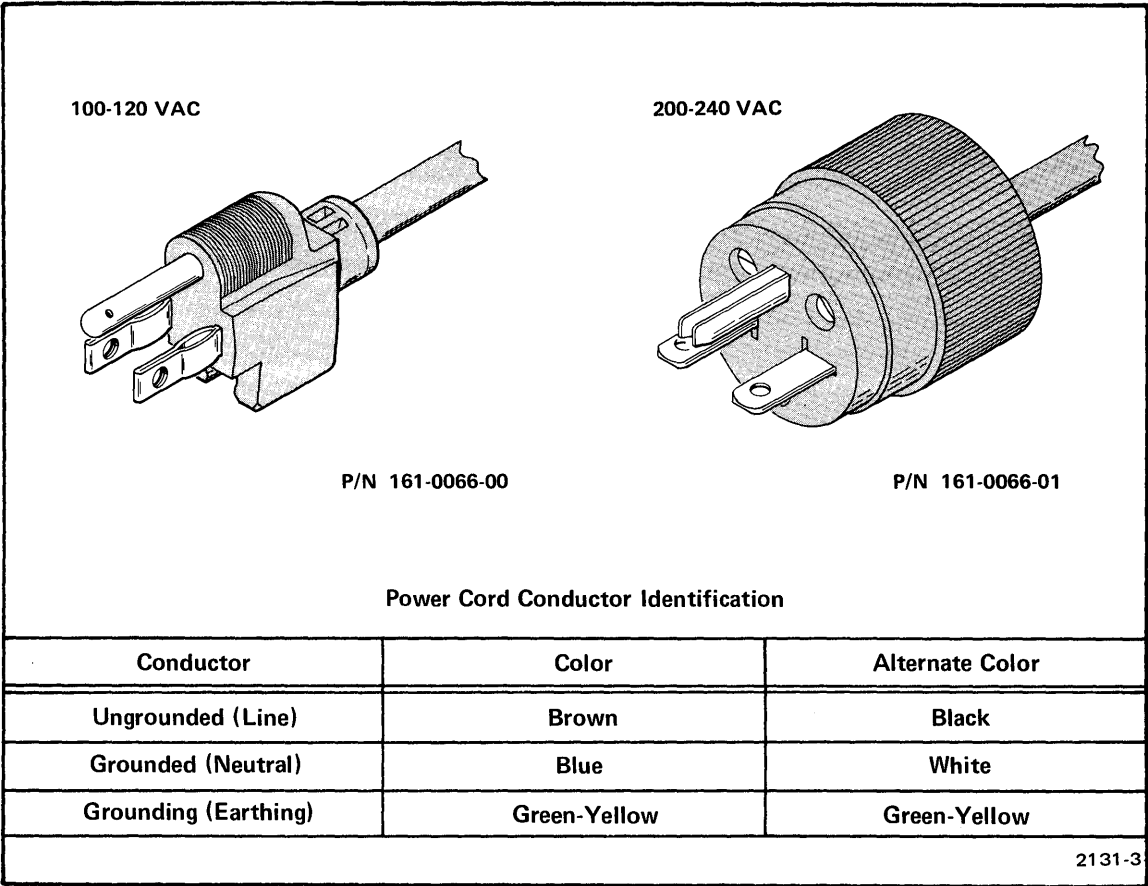 100-120 VAC
200-240 VAC
P/N 161-0066-00
P/N 161-0066-01
Power Cord Conductor Identification
Conductor Color Alternate Color
Ungrounded (Line) Brown Black
Grounded (Neutral) Blue White
Grounding (Earthing) Green-Yellow Green-Yellow
2131-3